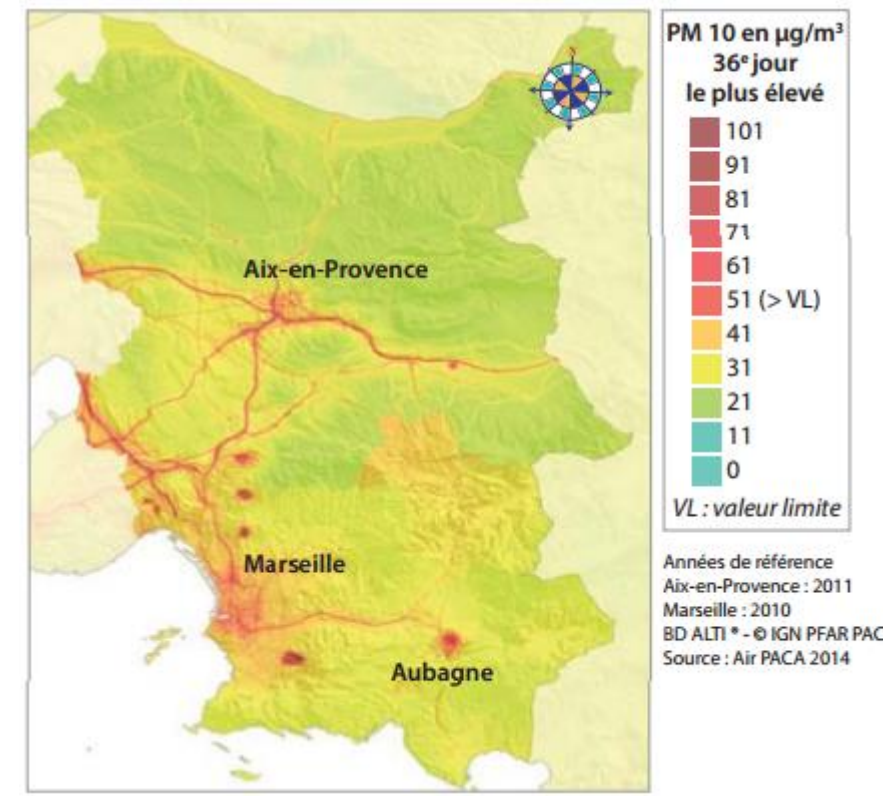 PM 10 en µg/m³
36e jour
le plus élevé
101
91
81
71
61
51 (> VL)
41
31
21
11
0
VL : valeur limite
N
Aix-en-Provence
Marseille
Aubagne
Années de référence
Aix-en-Provence : 2011
Marseille : 2010
BD ALTI ® - © IGN PFAR PAC
Source : Air PACA 2014